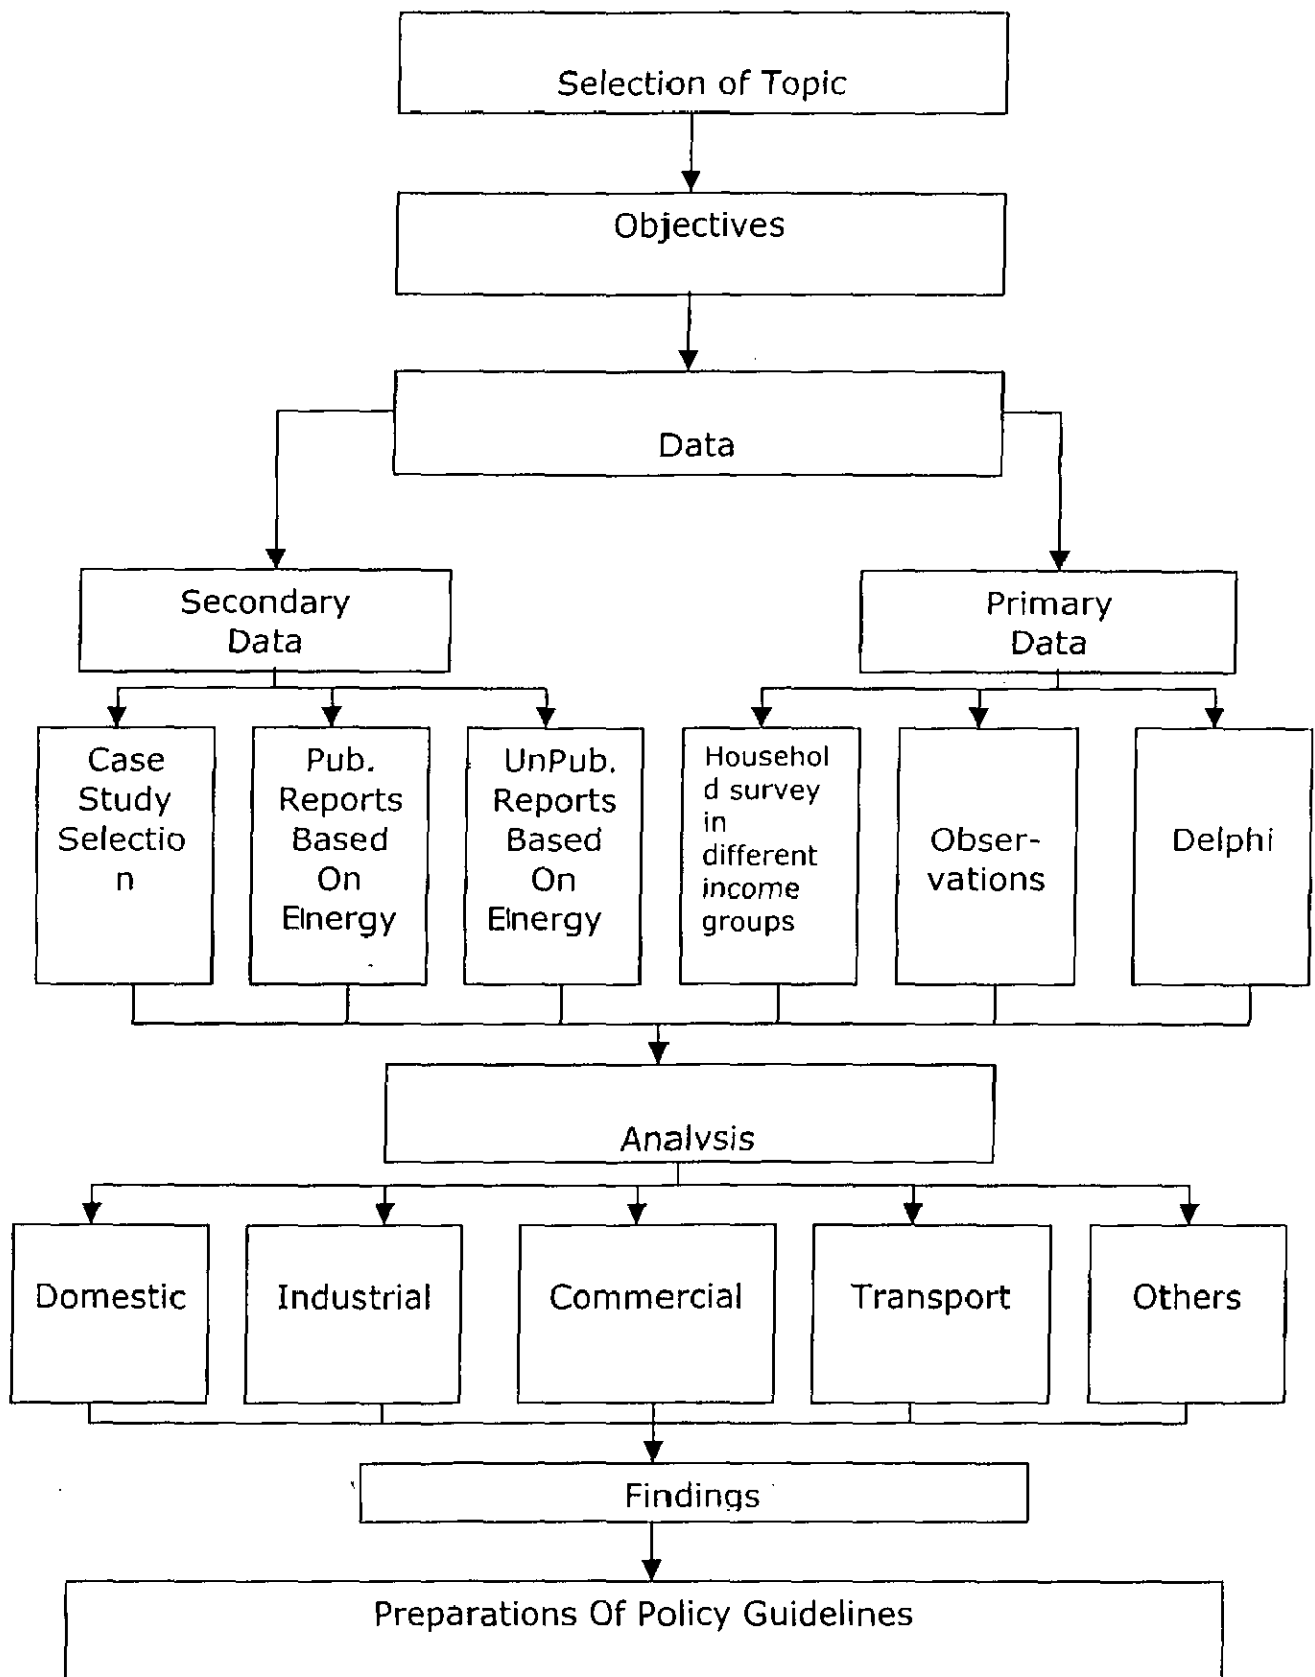 Selection of Topic
Objectives
Data
Secondary
Data
Primary
Data
Case
Study
Selectio
n
Pub.
Reports
Based
On
Energy
UnPub.
Reports
Based
On
Energy
Househol
d survey
in
different
income
groups
Obser-
vations
Delphi
Analysis
Domestic
Industrial
Commercial
Transport
Others
Findings
Preparations Of Policy Guidelines